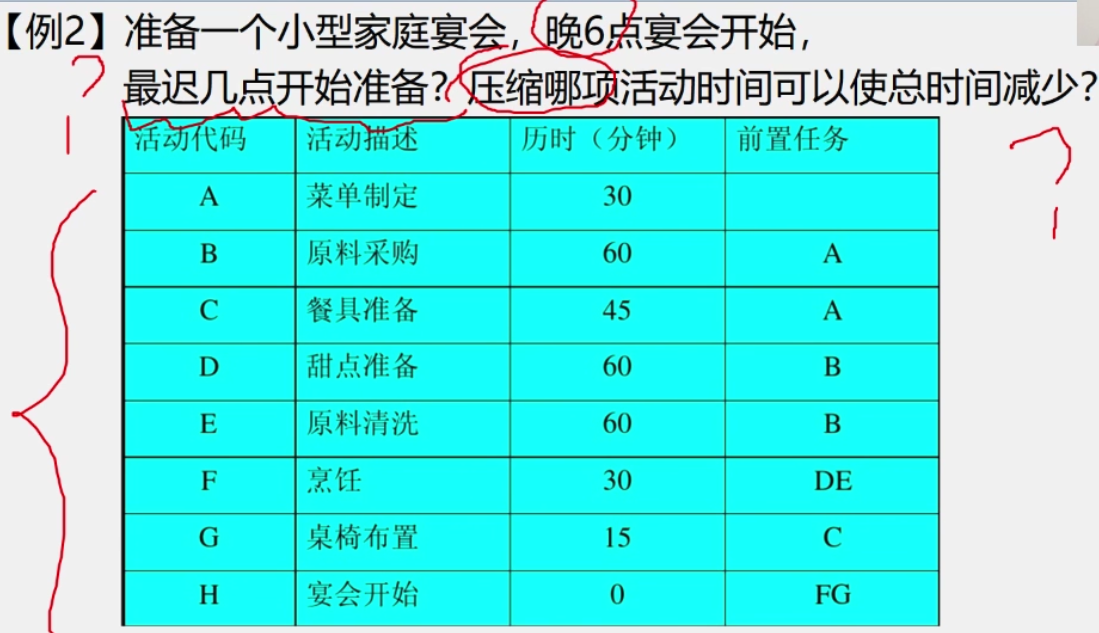 【例2】准备一个小型家庭宴会，晚6点宴会开始，
最迟几点开始准备？压缩哪项活动时间可以使总时间减少？
活动代码 活动描述 历时（分钟） 前置任务
A 菜单制定 30
B 原料采购 60 A
C 餐具准备 45 A
D 甜点准备 60 B
E 原料清洗 60 B
F 烹饪 30 DE
G 桌椅布置 15 C
H 宴会开始 0 FG